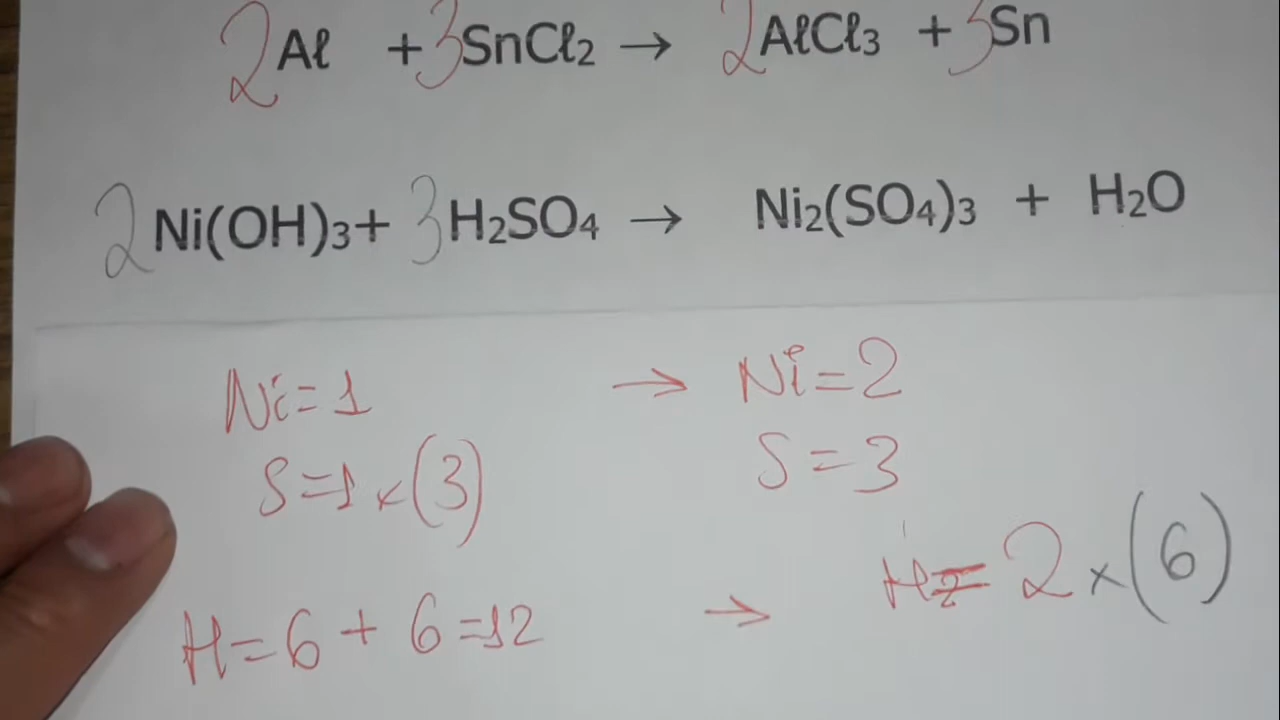 2Al + 3SnCl2 → 2AlCl3 + 3Sn
2Ni(OH)3+ 3H2SO4 → Ni2(SO4)3 + H2O
Ni=1 → Ni=2
S=1×(3) S=3
H=6+6=12 → H=2×(6)